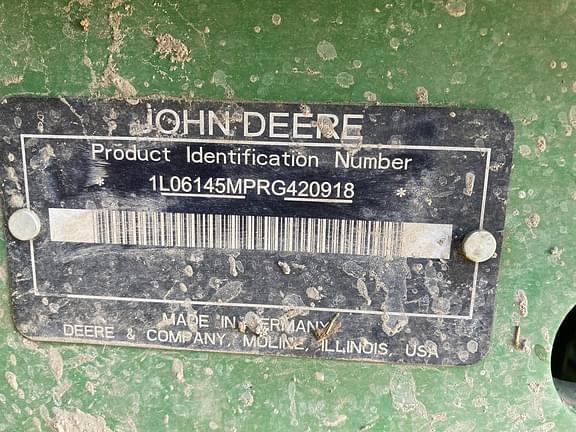 JOHN DEERE
Product Identification Number
* 1L06145MPRG420918 *
MADE IN GERMANY
DEERE & COMPANY, MOLINE, ILLINOIS, USA